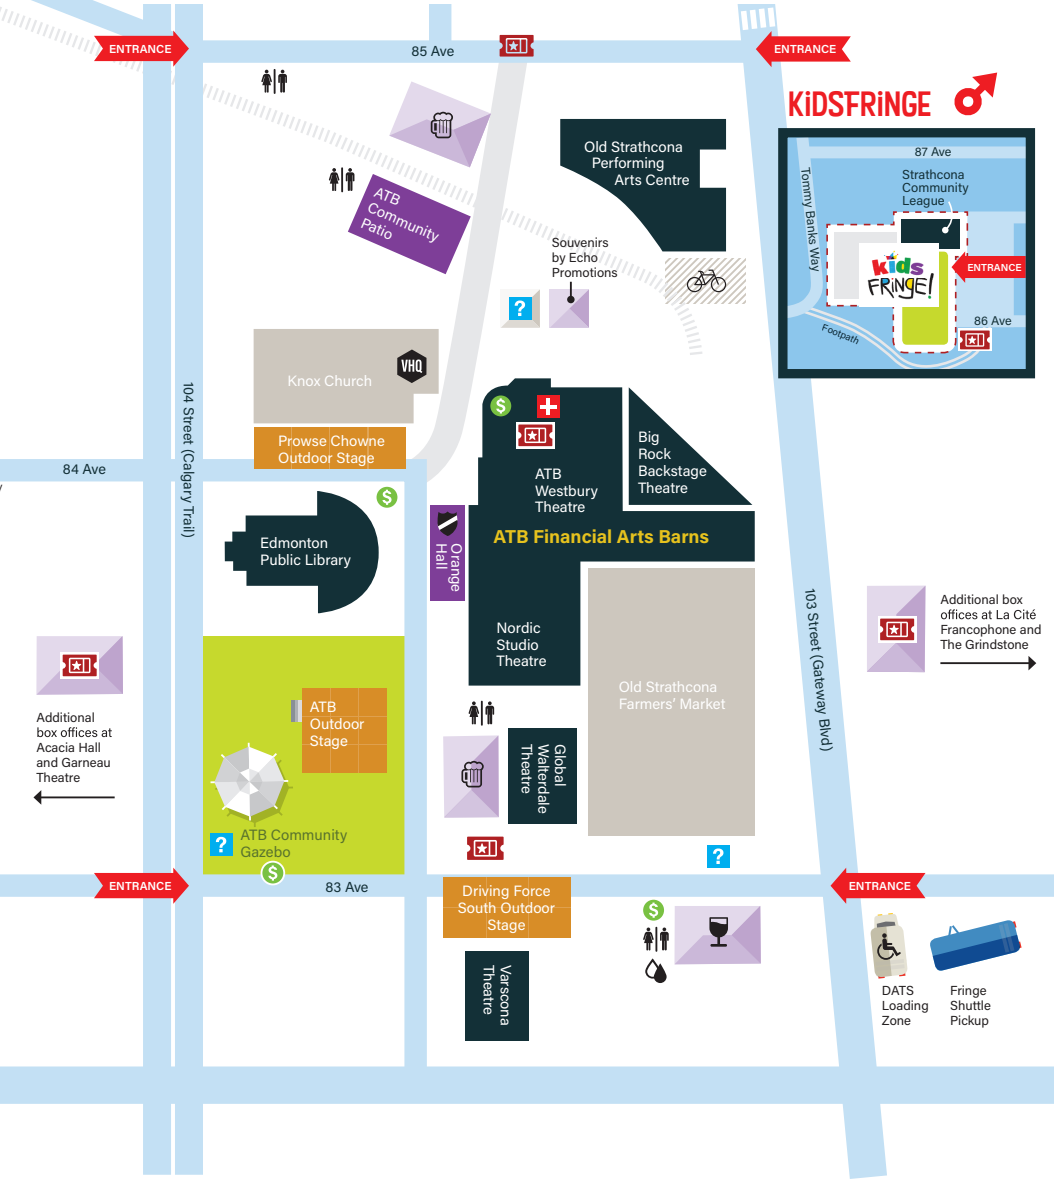 ENTRANCE
85 Ave
ENTRANCE
KiDSFRiNGE
87 Ave
Strathcona
Community
League
Tommy Banks Way
kids
FRiNGE!
ENTRANCE
86 Ave
Footpath
Old Strathcona
Performing
Arts Centre
ATB
Community
Patio
Souvenirs
by Echo
Promotions
?
Knox Church
VHQ
104 Street (Calgary Trail)
Prowse Chowne
Outdoor Stage
84 Ave
$
$
Big
Rock
Backstage
Theatre
ATB
Westbury
Theatre
ATB Financial Arts Barns
Edmonton
Public Library
Orange
Hall
Nordic
Studio
Theatre
Old Strathcona
Farmers' Market
103 Street (Gateway Blvd)
Additional box
offices at La Cité
Francophone and
The Grindstone
Additional
box offices at
Acacia Hall
and Garneau
Theatre
ATB
Outdoor
Stage
Global
Walterdale
Theatre
?
ATB Community
Gazebo
$
?
ENTRANCE
83 Ave
Driving Force
South Outdoor
Stage
ENTRANCE
$
Varscona
Theatre
DATS
Loading
Zone
Fringe
Shuttle
Pickup